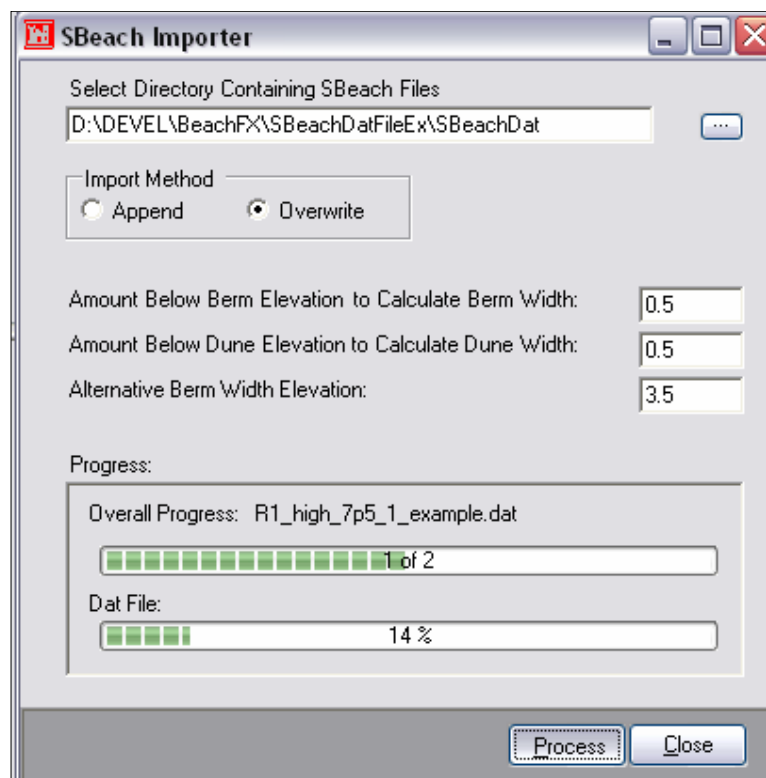 SBeach Importer
Select Directory Containing SBeach Files
D:\DEVEL\BeachFX\SBeachDatFileEx\SBeachDat
...
Import Method
Append Overwrite
Amount Below Berm Elevation to Calculate Berm Width: 0.5
Amount Below Dune Elevation to Calculate Dune Width: 0.5
Alternative Berm Width Elevation: 3.5
Progress:
Overall Progress: R1_high_7p5_1_example.dat
1 of 2
Dat File:
14 %
Process Close